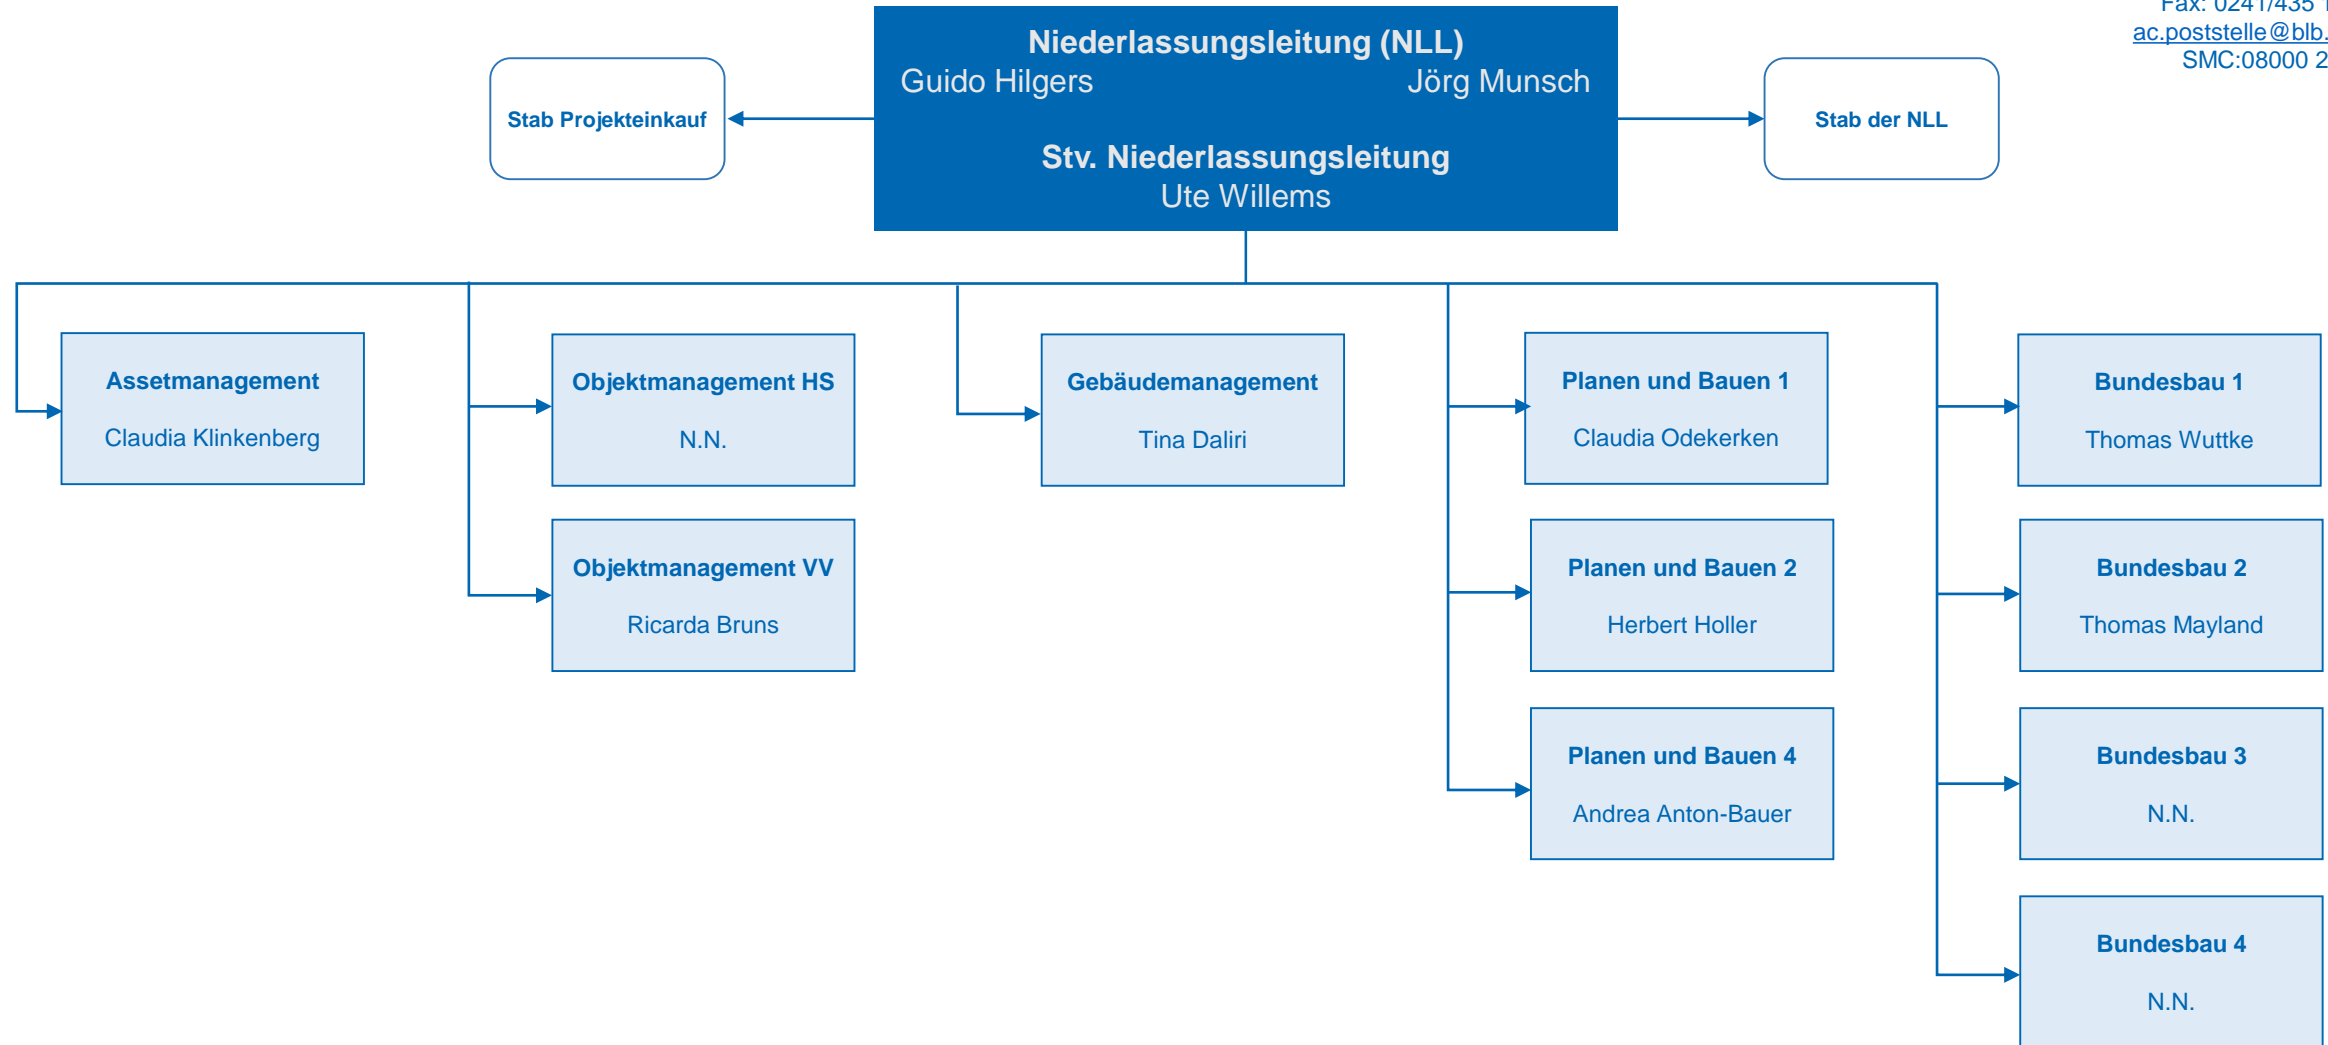 Fax: 0241/435
ac.poststelle@blb.
SMC:08000 2
Niederlassungsleitung (NLL)
Guido Hilgers Jörg Munsch
Stv. Niederlassungsleitung
Ute Willems
Stab Projekteinkauf
Stab der NLL
Assetmanagement
Claudia Klinkenberg
Objektmanagement HS
N.N.
Objektmanagement VV
Ricarda Bruns
Gebäudemanagement
Tina Daliri
Planen und Bauen 1
Claudia Odekerken
Planen und Bauen 2
Herbert Holler
Planen und Bauen 4
Andrea Anton-Bauer
Bundesbau 1
Thomas Wuttke
Bundesbau 2
Thomas Mayland
Bundesbau 3
N.N.
Bundesbau 4
N.N.